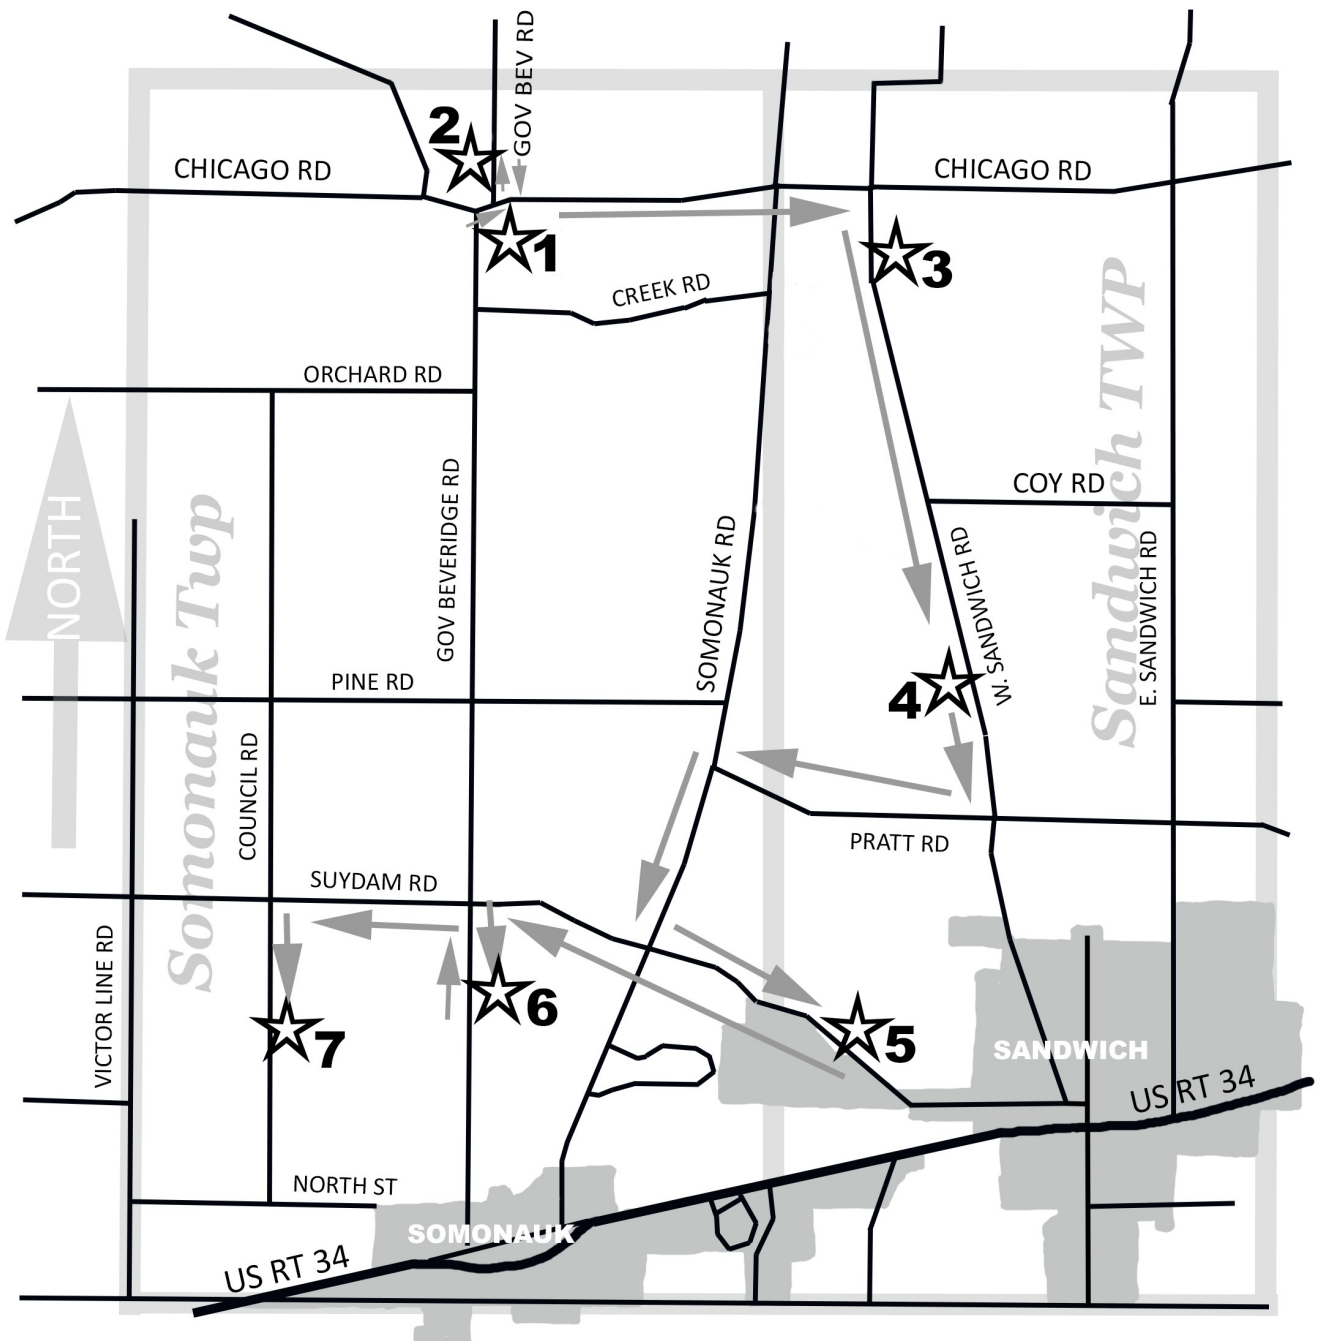 GOV BEV RD
2
CHICAGO RD
CHICAGO RD
1
3
CREEK RD
ORCHARD RD
Sandwich TWP
NORTH
GOV BEVERIDGE RD
COY RD
Somonauk Twp
SOMONAUK RD
W. SANDWICH RD
E. SANDWICH RD
PINE RD
4
COUNCIL RD
PRATT RD
SUYDAM RD
VICTOR LINE RD
6
7
5
SANDWICH
US RT 34
NORTH ST
SOMONAUK
US RT 34